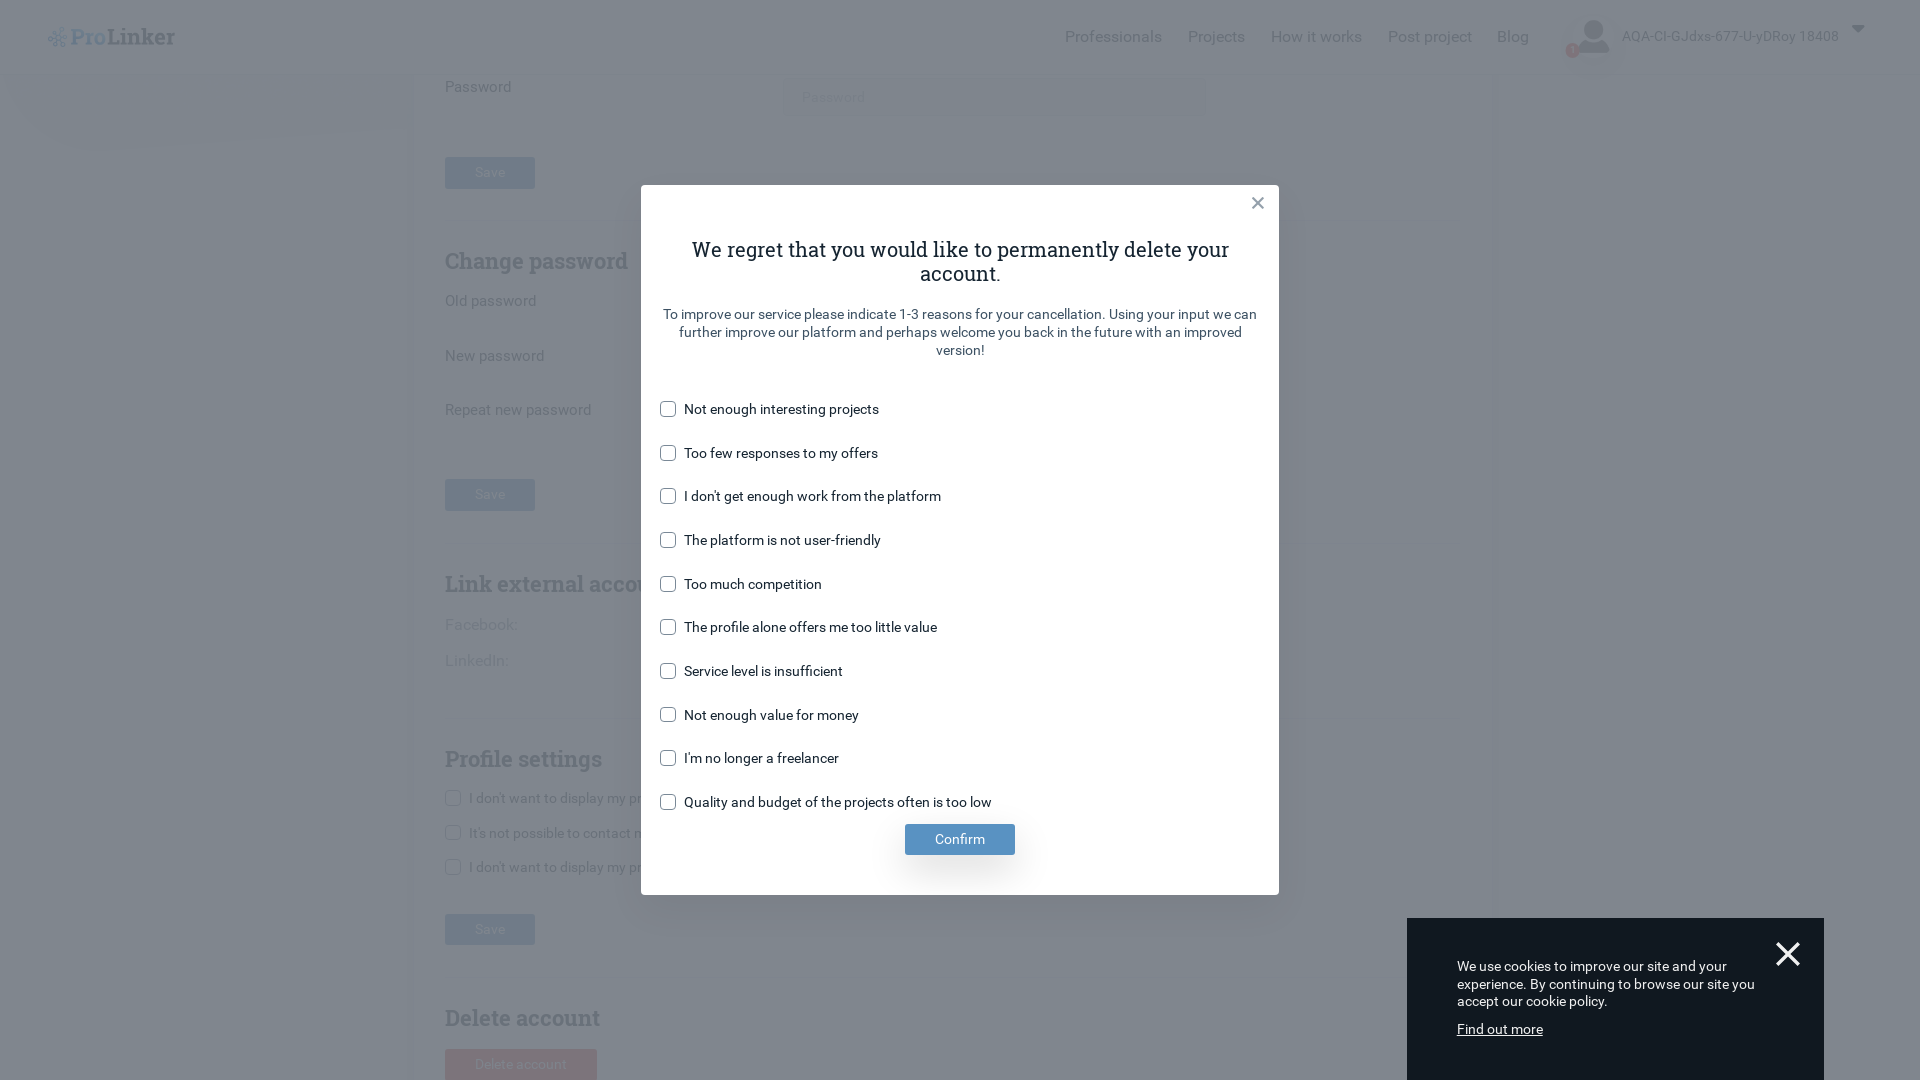 ProLinker
Professionals Projects How it works Post project Blog
1 AQA-CI-GJdxs-677-U-yDRoy 18408
Password
Password
Save
Change password
Old password
New password
Repeat new password
Save
Link external accou
Facebook:
LinkedIn:
Profile settings
I don't want to display my pr
It's not possible to contact m
I don't want to display my pr
Save
Delete account
Delete account
We regret that you would like to permanently delete your
account.
To improve our service please indicate 1-3 reasons for your cancellation. Using your input we can
further improve our platform and perhaps welcome you back in the future with an improved
version!
Not enough interesting projects
Too few responses to my offers
I don't get enough work from the platform
The platform is not user-friendly
Too much competition
The profile alone offers me too little value
Service level is insufficient
Not enough value for money
I'm no longer a freelancer
Quality and budget of the projects often is too low
Confirm
We use cookies to improve our site and your
experience. By continuing to browse our site you
accept our cookie policy.
Find out more